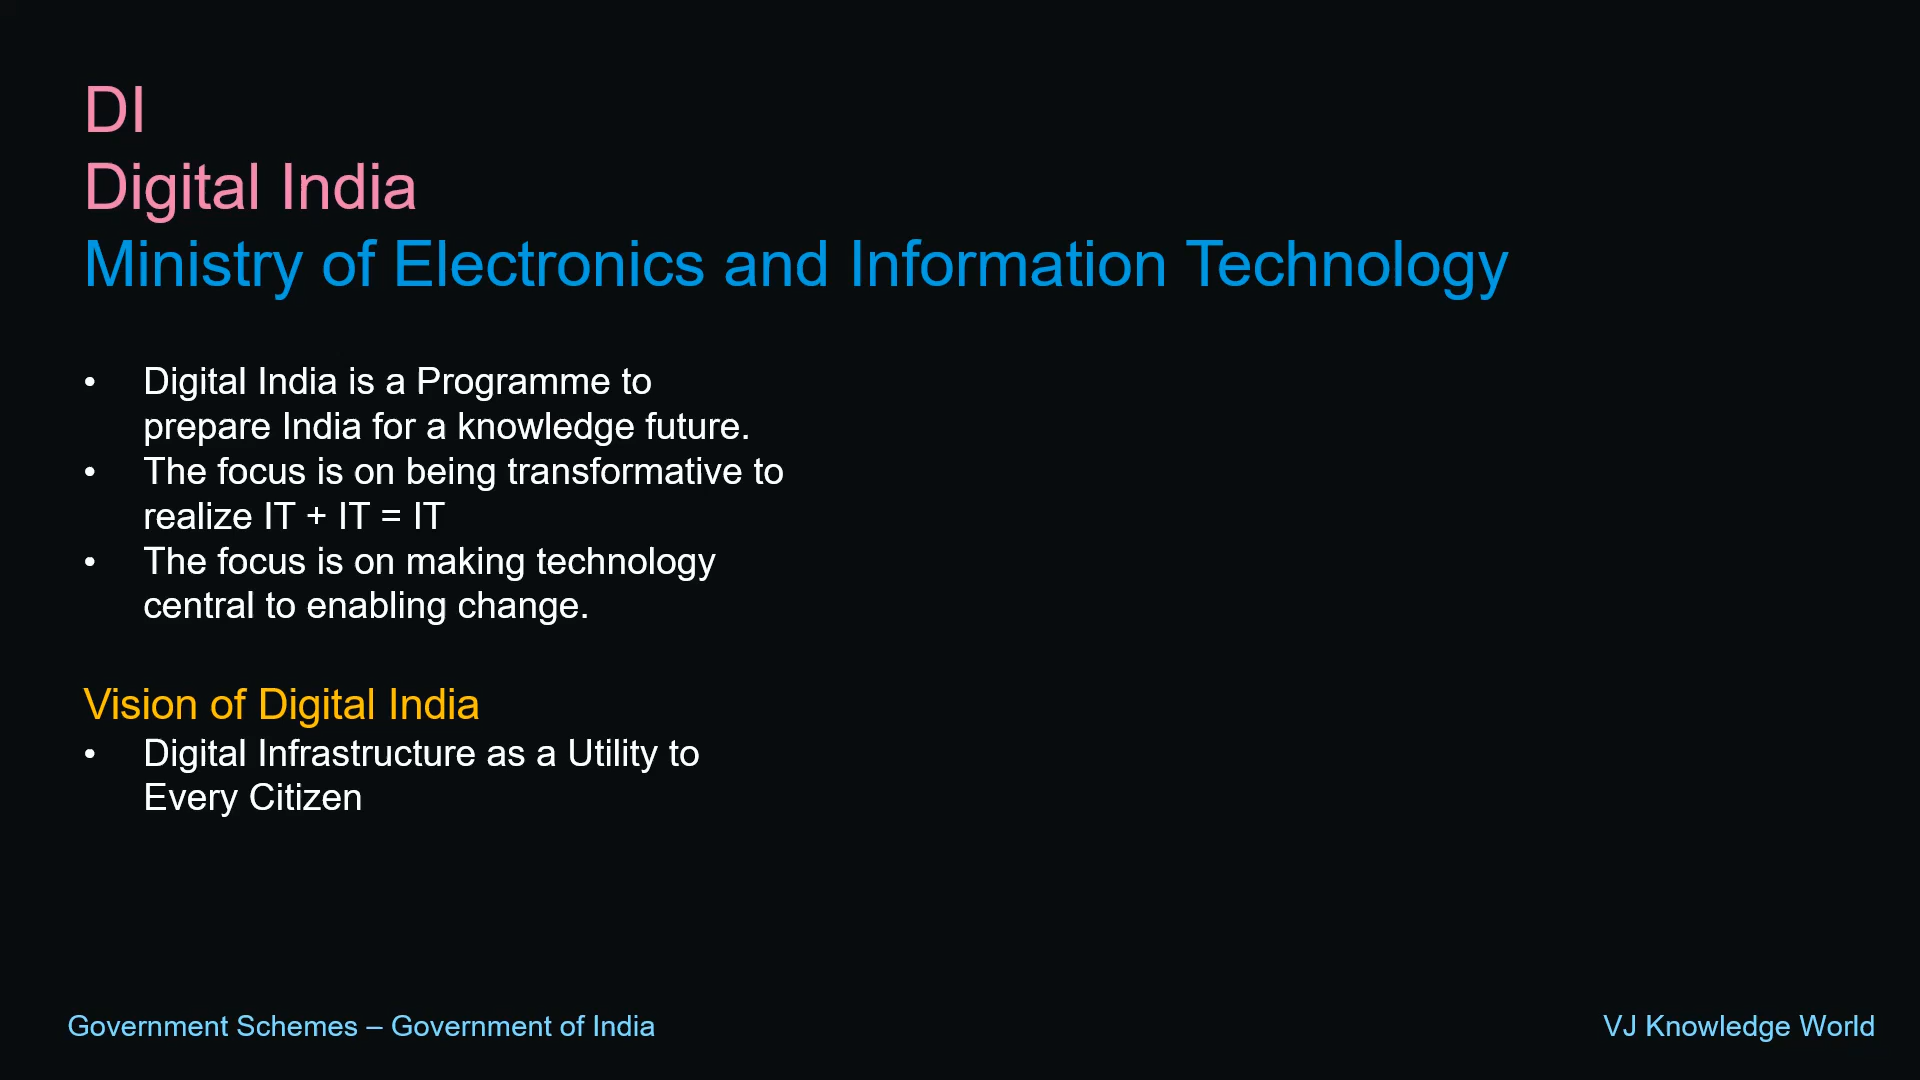 DI
Digital India
Ministry of Electronics and Information Technology
• Digital India is a Programme to
prepare India for a knowledge future.
• The focus is on being transformative to
realize IT + IT = IT
• The focus is on making technology
central to enabling change.
Vision of Digital India
• Digital Infrastructure as a Utility to
Every Citizen
Government Schemes – Government of India
VJ Knowledge World